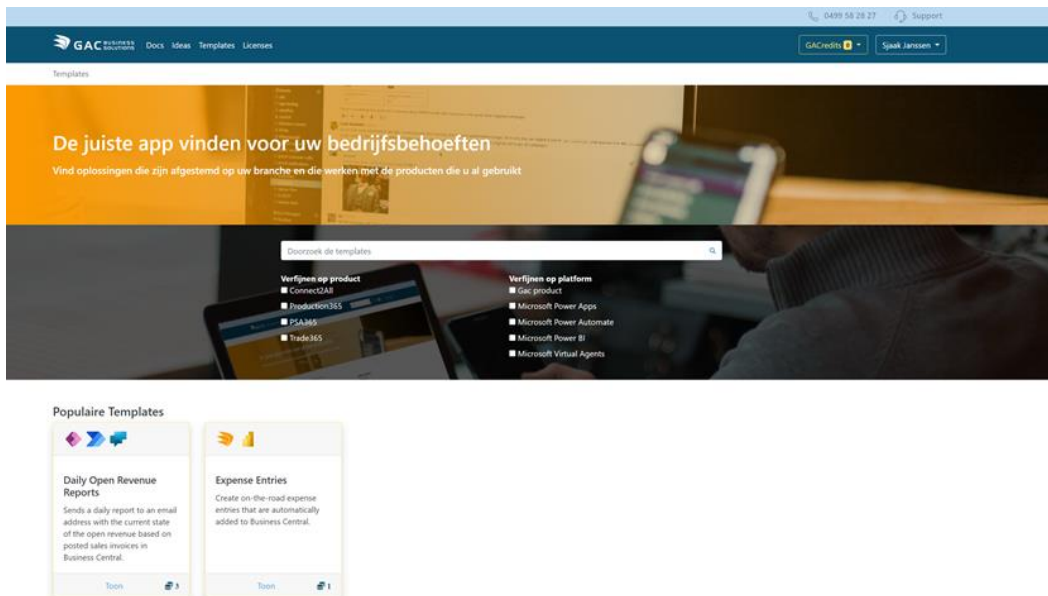 0499 58 28 27 Support
GAC BUSINESS SOLUTIONS Docs Ideas Templates Licenses GACredits 0 Sjaak Janssen
Templates
De juiste app vinden voor uw bedrijfsbehoeften
Vind oplossingen die zijn afgestemd op uw branche en die werken met de producten die u al gebruikt
Doorzoek de templates
Verfijnen op product
Connect2All
Production365
PSA365
Trade365
Verfijnen op platform
Gac product
Microsoft Power Apps
Microsoft Power Automate
Microsoft Power BI
Microsoft Virtual Agents
Populaire Templates
Daily Open Revenue
Reports
Sends a daily report to an email
address with the current state
of the open revenue based on
posted sales invoices in
Business Central.
Toon 3
Expense Entries
Create on-the-road expense
entries that are automatically
added to Business Central.
Toon 1